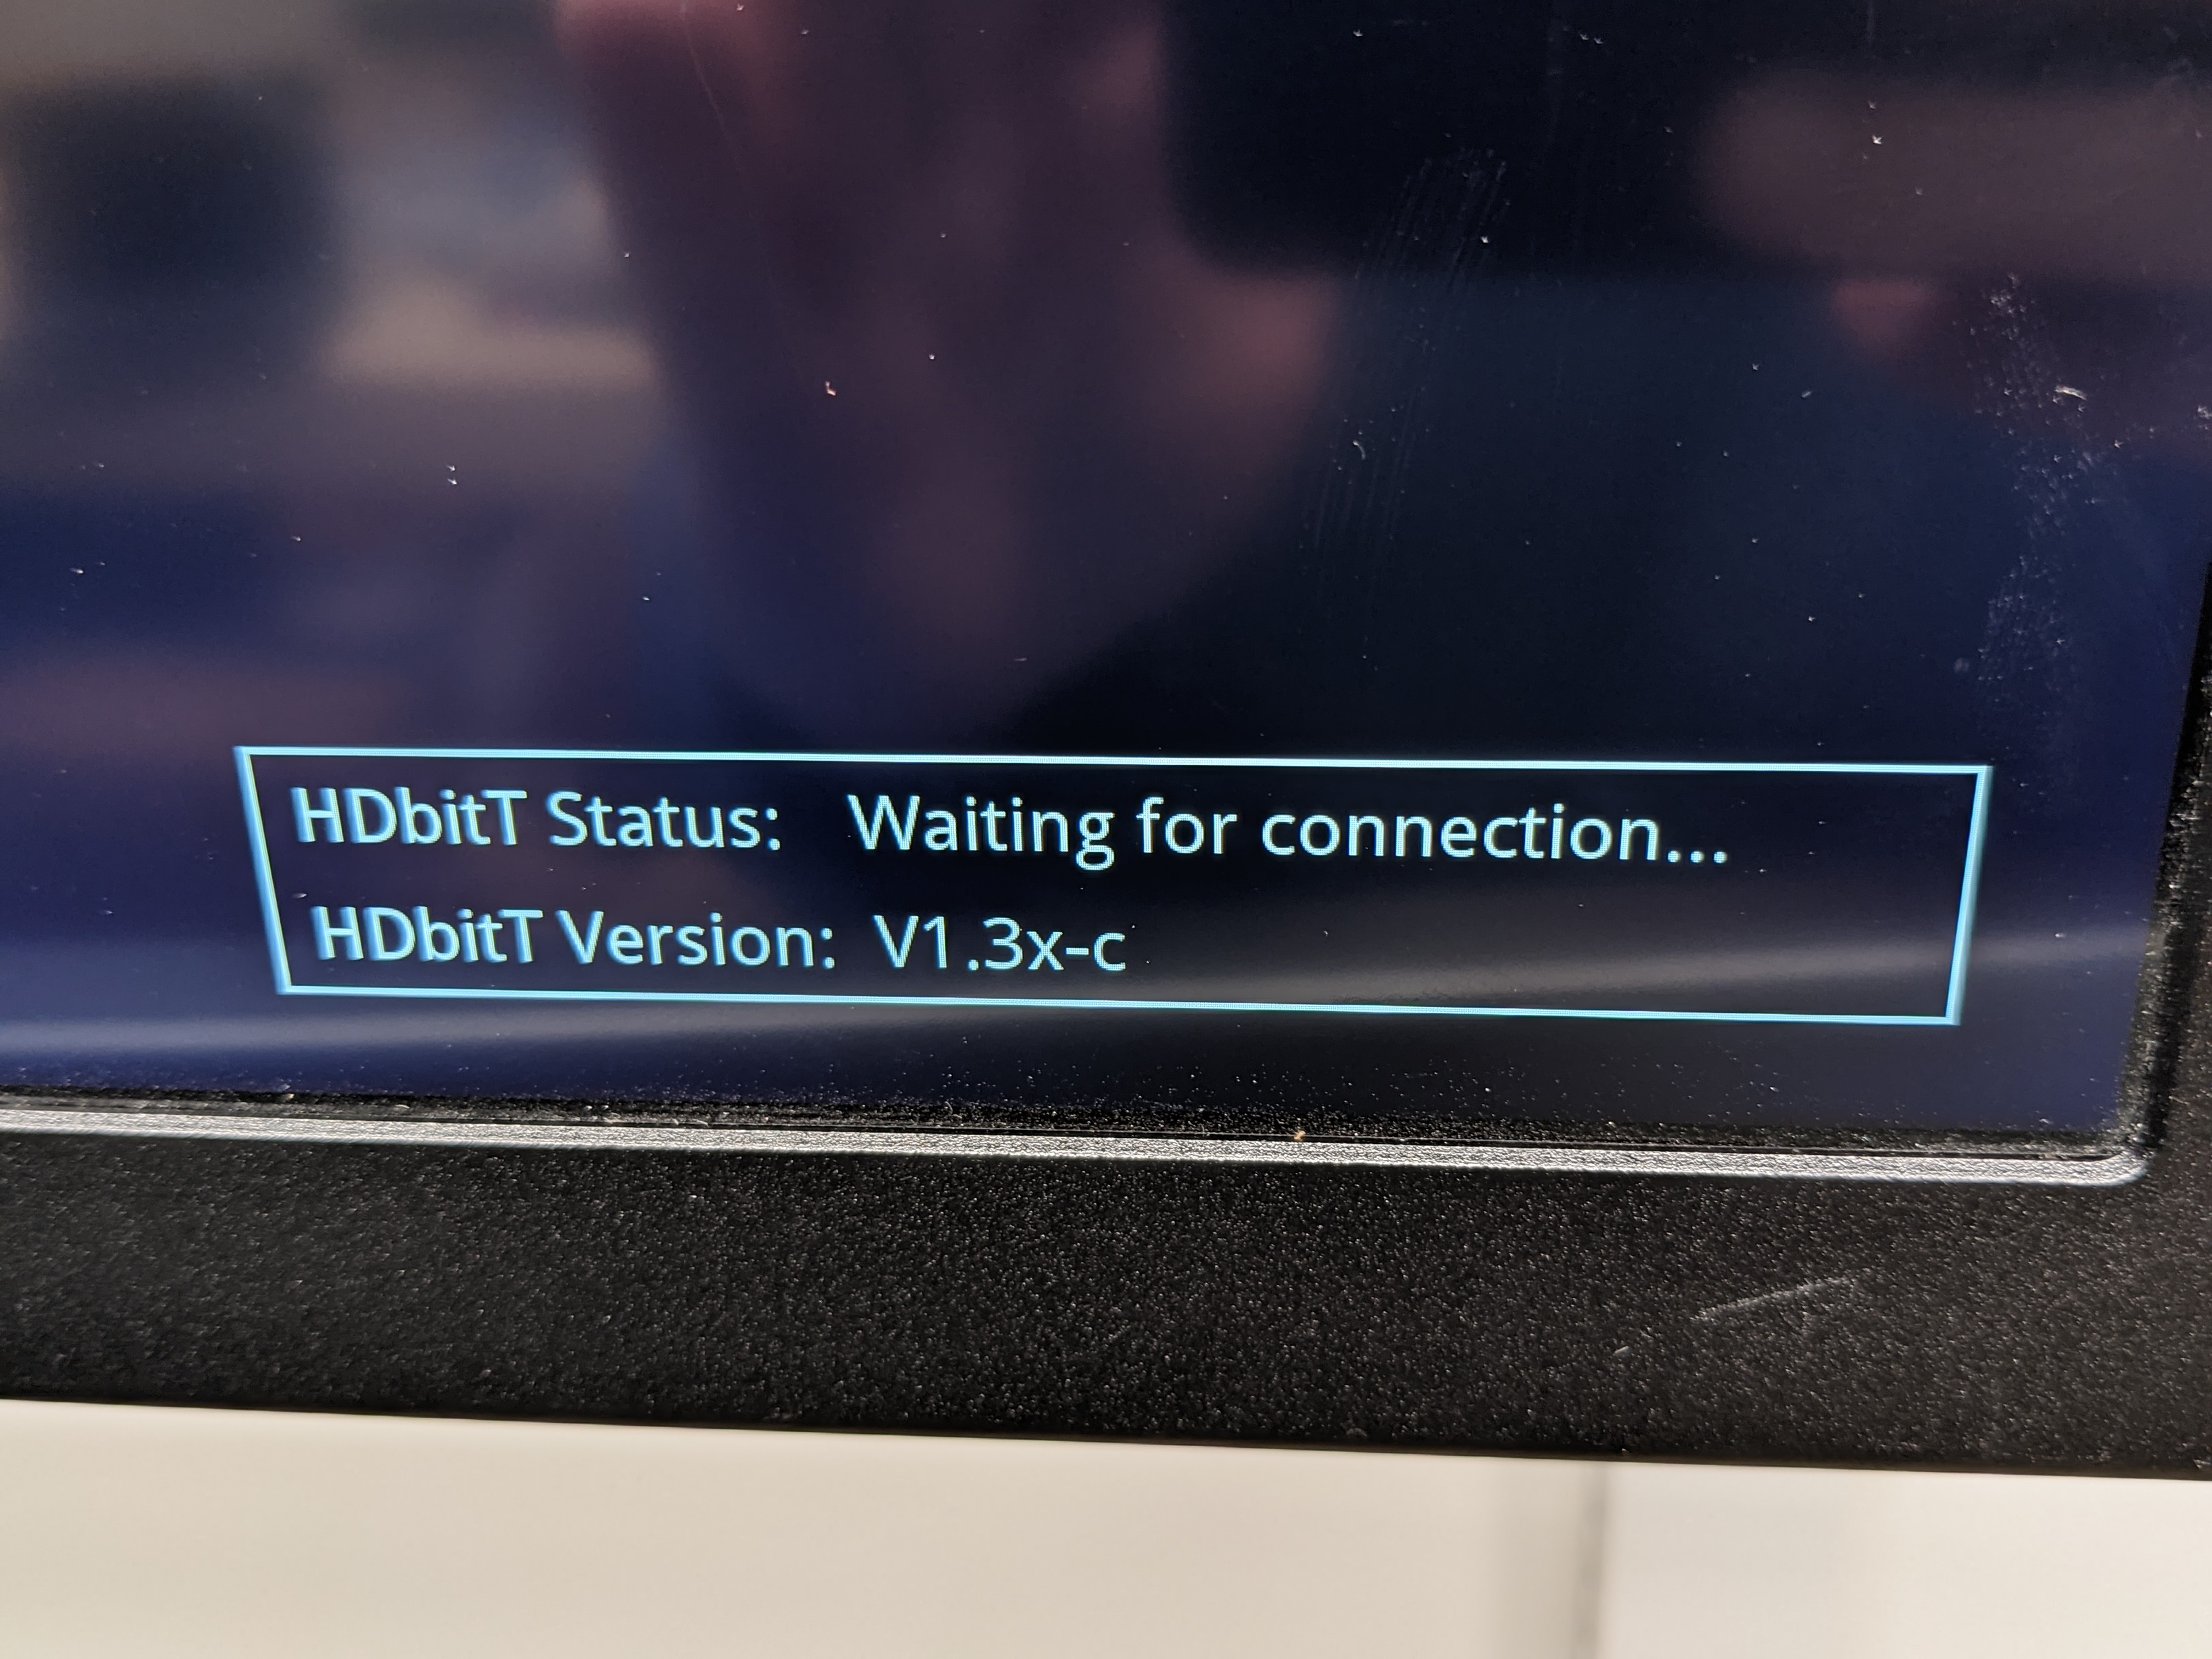 HDbitT Status: Waiting for connection...
HDbitT Version: V1.3x-c